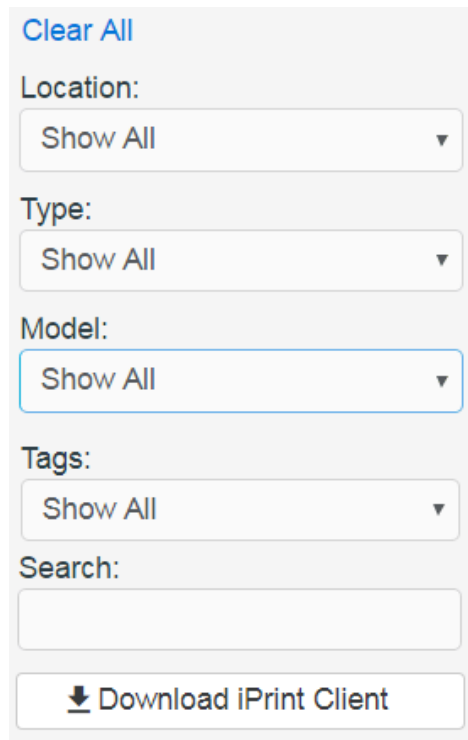 Clear All
Location:
Show All
Type:
Show All
Model:
Show All
Tags:
Show All
Search:
Download iPrint Client